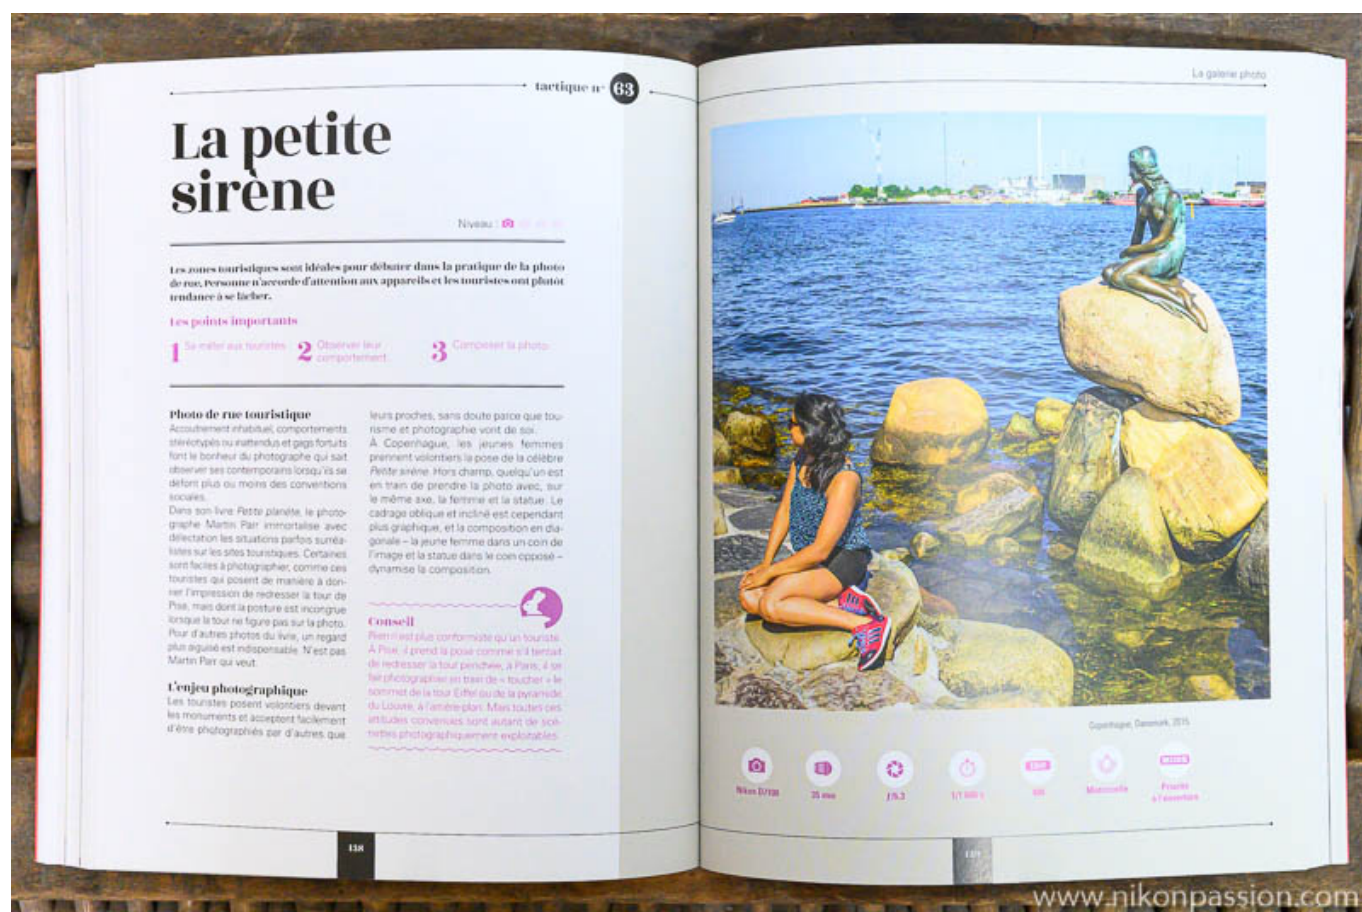 tactique n° 63
La petite
sirène
Niveau :
Les zones touristiques sont idéales pour débuter dans la pratique de la photo
de rue. Personne n'accorde d'attention aux appareils et les touristes ont plutôt
tendance à se lâcher.
Les points importants
1 Se mêler aux touristes.
2 Observer leur
comportement.
3 Composer la photo.
Photo de rue touristique
Accoutrement inhabituel, comportements
stéréotypés ou inattendus et gags fortuits
font le bonheur du photographe qui sait
observer ses contemporains lorsqu'ils se
défont plus ou moins des conventions
sociales.
Dans son livre Petite planète, le photo-
graphe Martin Parr immortalise avec
délectation les situations parfois surréa-
listes sur les sites touristiques. Certaines
sont faciles à photographier, comme ces
touristes qui posent de manière à don-
ner l'impression de redresser la tour de
Pise, mais dont la posture est incongrue
lorsque la tour ne figure pas sur la photo.
Pour d'autres photos du livre, un regard
plus aiguisé est indispensable. N'est pas
Martin Parr qui veut.
L'enjeu photographique
Les touristes posent volontiers devant
les monuments et acceptent facilement
d'être photographiés par d'autres que
leurs proches, sans doute parce que tou-
risme et photographie vont de soi.
À Copenhague, les jeunes femmes
prennent volontiers la pose de la célèbre
Petite sirène. Hors champ, quelqu'un est
en train de prendre la photo avec, sur
le même axe, la femme et la statue. Le
cadrage oblique et incliné est cependant
plus graphique, et la composition en dia-
gonale – la jeune femme dans un coin de
l'image et la statue dans le coin opposé –
dynamise la composition.
Conseil
Rien n'est plus conformiste qu'un touriste.
À Pise, il prend la pose comme s'il tentait
de redresser la tour penchée, à Paris, il se
fait photographier en train de « toucher » le
sommet de la tour Eiffel ou de la pyramide
du Louvre, à l'arrière-plan. Mais toutes ces
attitudes convenues sont autant de scé-
nettes photographiquement exploitables.
138
La galerie photo
Copenhague, Danemark, 2015
Nikon D7100
35 mm
f/6.3
Maternelle
Priorité
à l'ouverture
139
www.nikonpassion.com